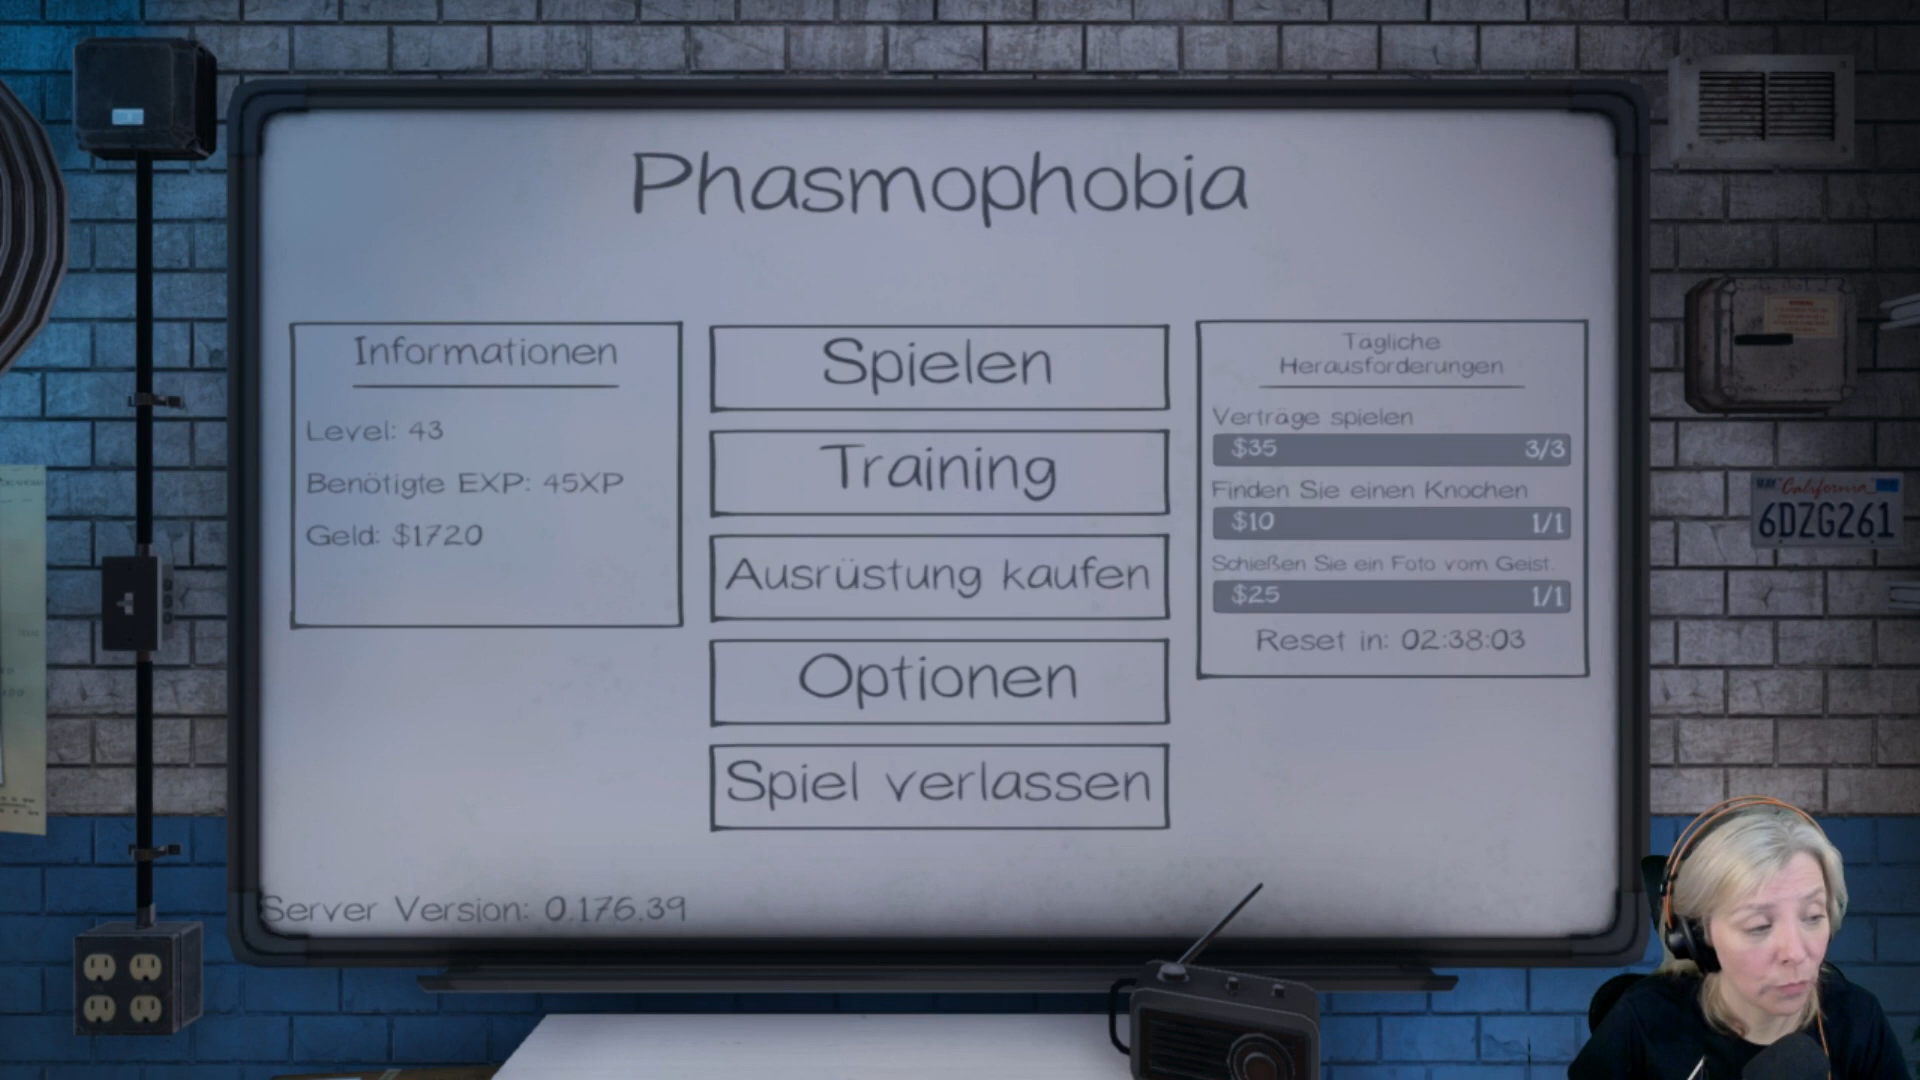 Phasmophobia
Informationen
Level: 43
Benötigte EXP: 45XP
Geld: $1720
Spielen
Training
Ausrüstung kaufen
Optionen
Spiel verlassen
Tägliche
Herausforderungen
Verträge spielen
$35 3/3
Finden Sie einen Knochen
$10 1/1
Schießen Sie ein Foto vom Geist.
$25 1/1
Reset in: 02:38:03
California
6DZG261
Server Version: 0.176.39